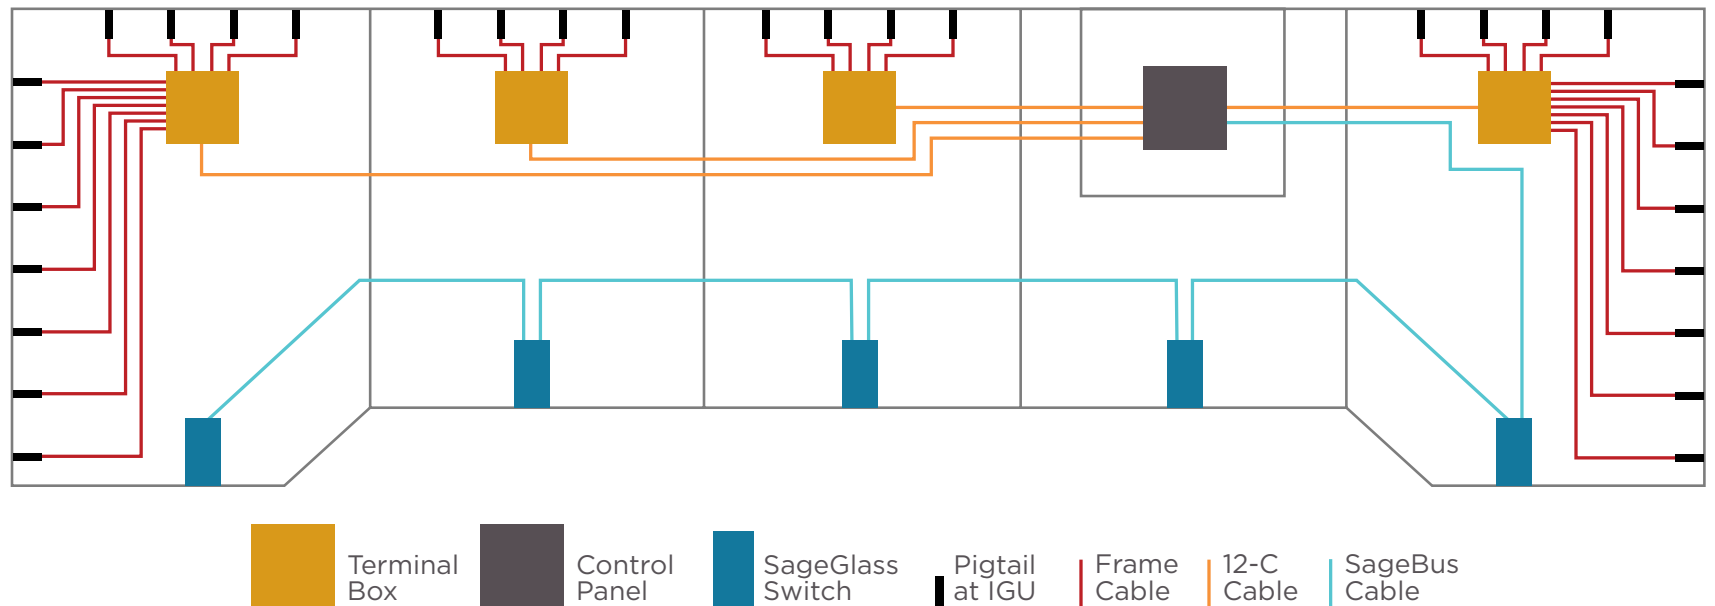 Terminal
Box
Control
Panel
SageGlass
Switch
Pigtail
at IGU
Frame
Cable
12-C
Cable
SageBus
Cable